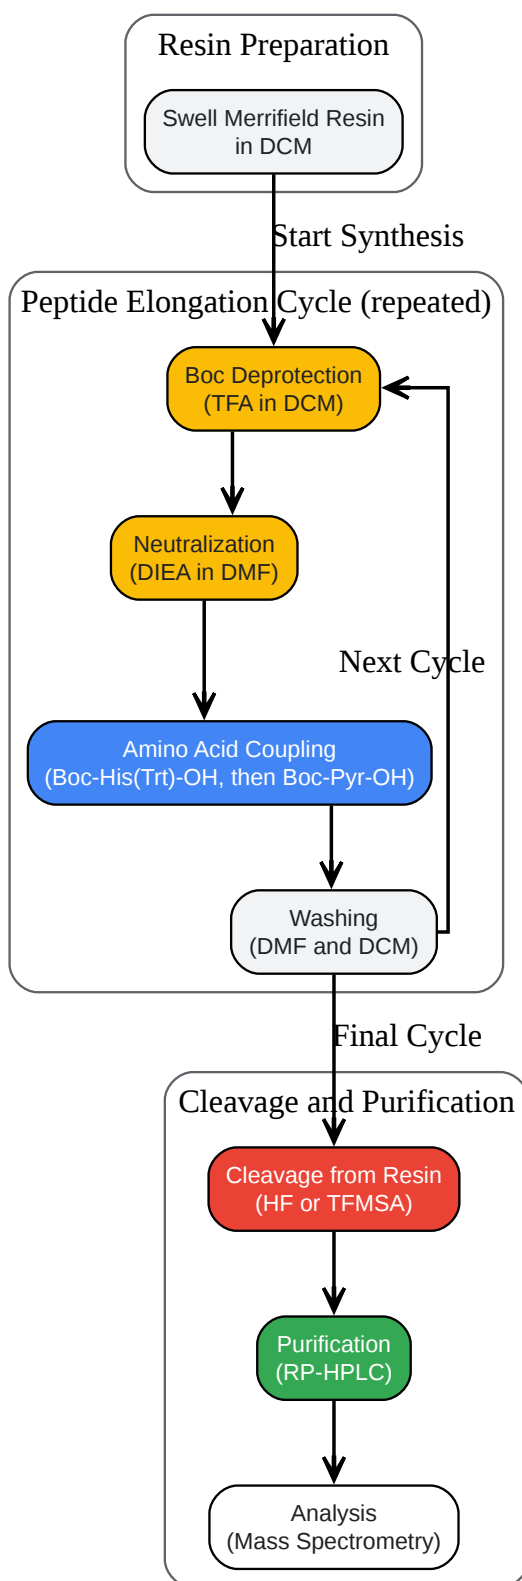 Resin Preparation
Swell Merrifield Resin
in DCM
Start Synthesis
Peptide Elongation Cycle (repeated)
Boc Deprotection
(TFA in DCM)
Neutralization
(DIEA in DMF)
Next Cycle
Amino Acid Coupling
(Boc-His(Trt)-OH, then Boc-Pyr-OH)
Washing
(DMF and DCM)
Final Cycle
Cleavage and Purification
Cleavage from Resin
(HF or TFMSA)
Purification
(RP-HPLC)
Analysis
(Mass Spectrometry)